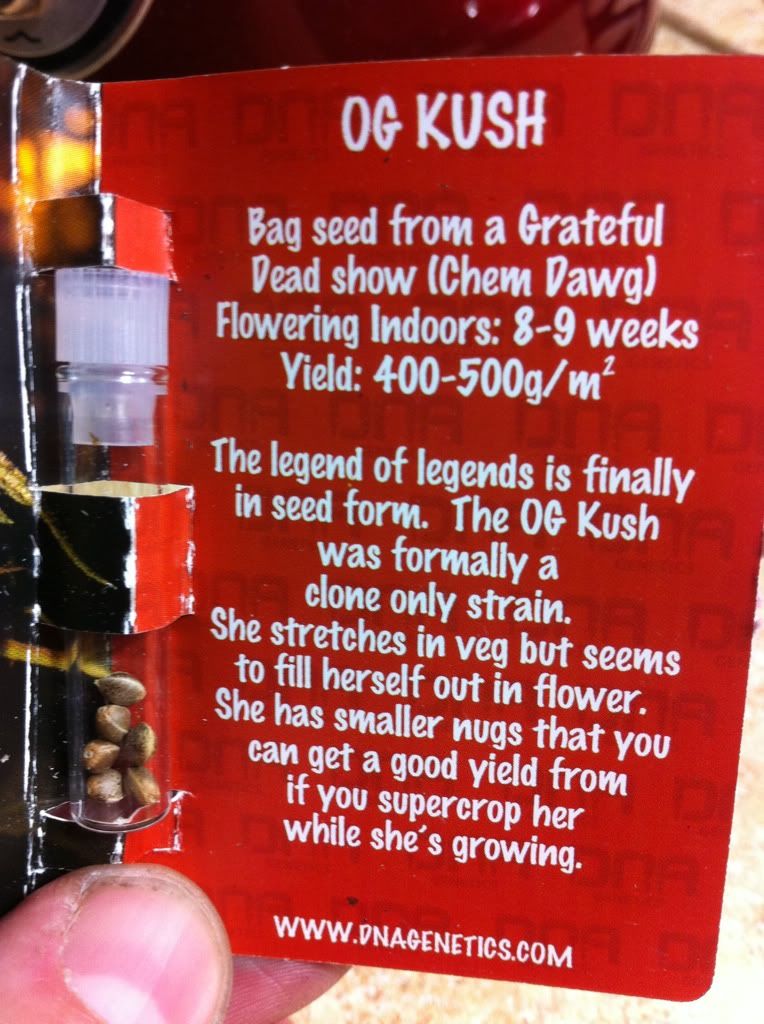 OG KUSH
Bag seed from a Grateful
Dead show (Chem Dawg)
Flowering Indoors: 8-9 weeks
Yield: 400-500g/m²
The legend of legends is finally
in seed form. The OG Kush
was formally a
clone only strain.
She stretches in veg but seems
to fill herself out in flower.
She has smaller nugs that you
can get a good yield from
if you supercrop her
while she's growing.
WWW.DNAGENETICS.COM